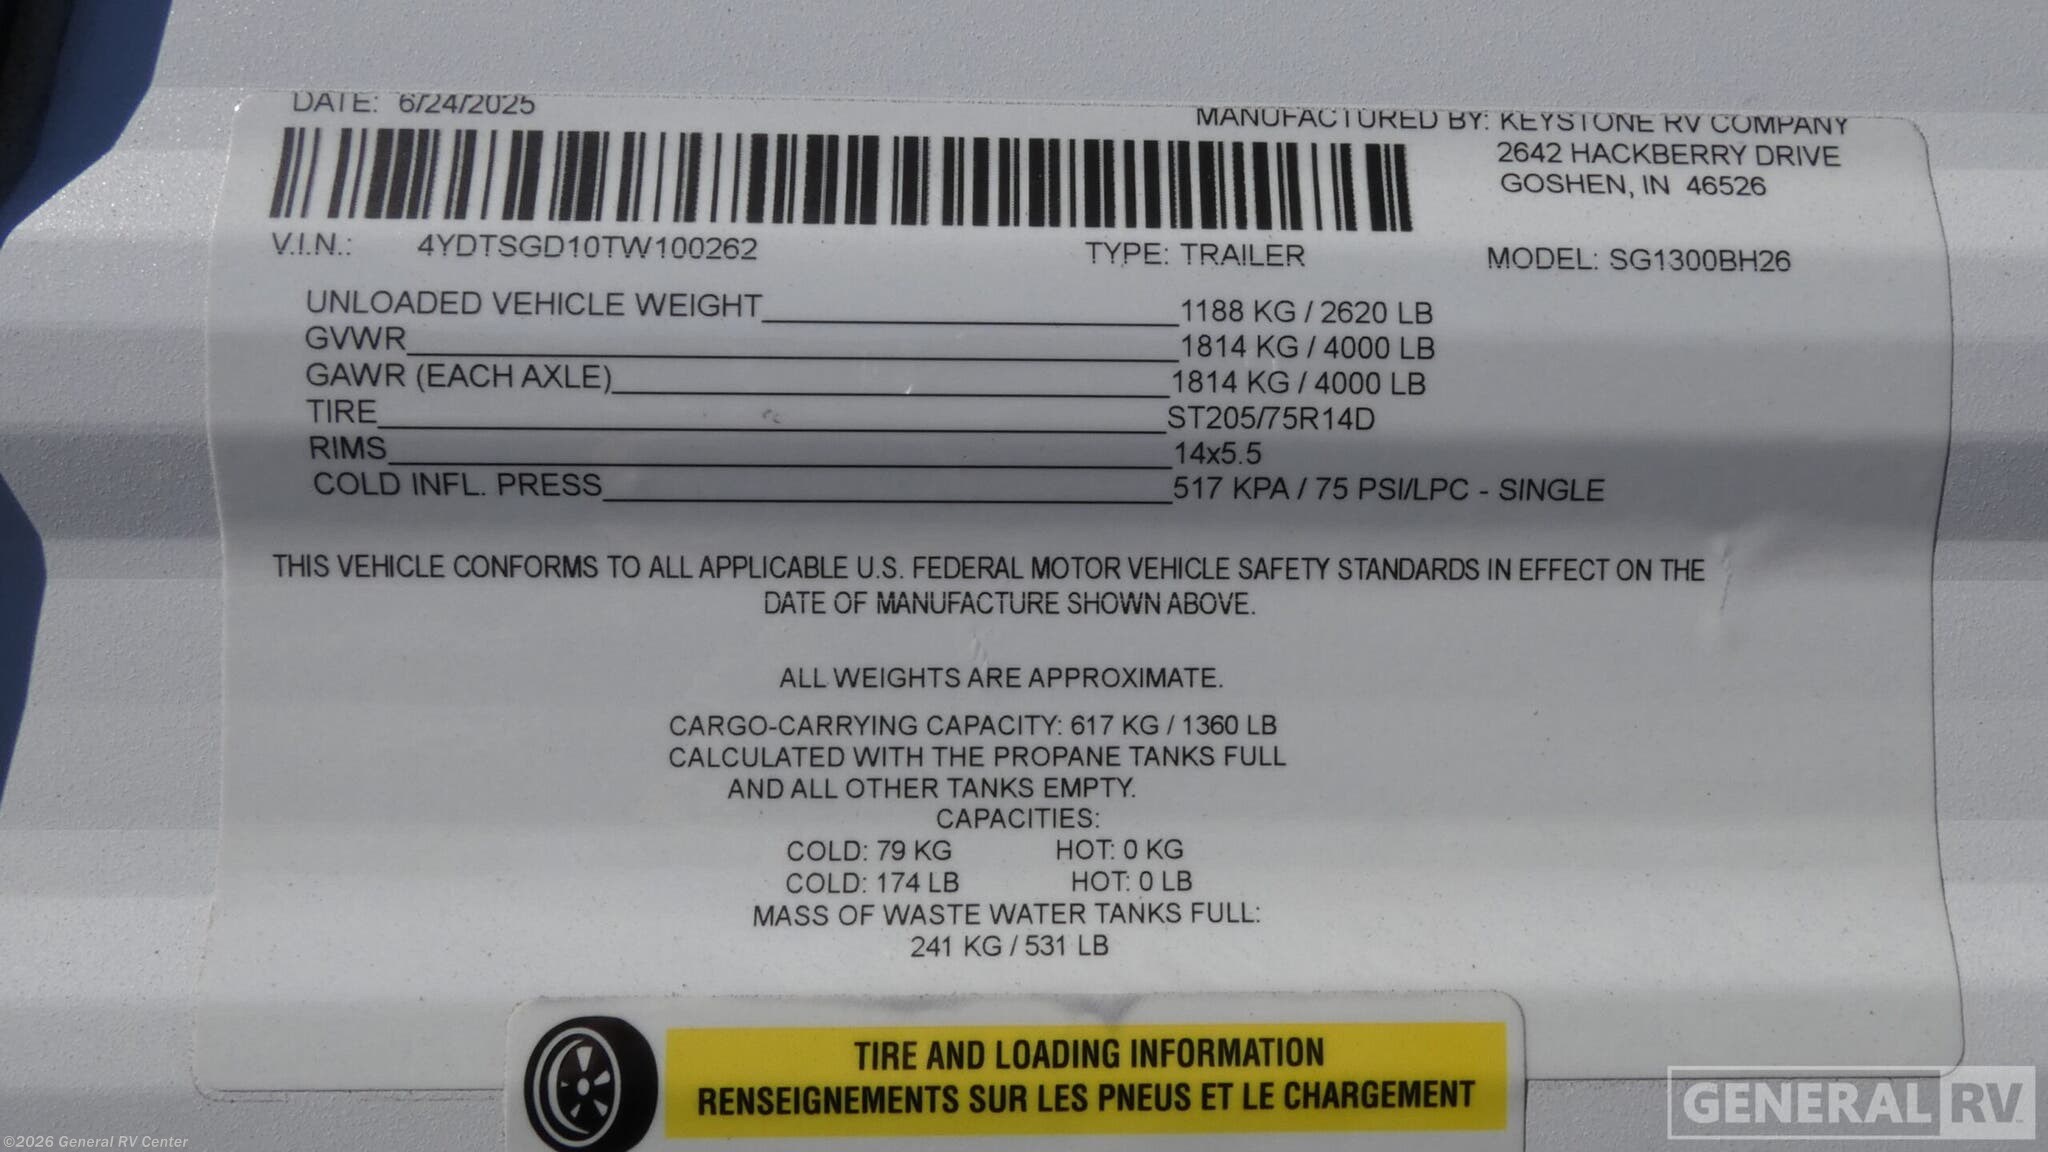 DATE: 6/24/2025
MANUFACTURED BY: KEYSTONE RV COMPANY
2642 HACKBERRY DRIVE
GOSHEN, IN 46526
V.I.N.: 4YDTSGD10TW100262 TYPE: TRAILER MODEL: SG1300BH26
UNLOADED VEHICLE WEIGHT 1188 KG / 2620 LB
GVWR 1814 KG / 4000 LB
GAWR (EACH AXLE) 1814 KG / 4000 LB
TIRE ST205/75R14D
RIMS 14x5.5
COLD INFL. PRESS 517 KPA / 75 PSI/LPC - SINGLE
THIS VEHICLE CONFORMS TO ALL APPLICABLE U.S. FEDERAL MOTOR VEHICLE SAFETY STANDARDS IN EFFECT ON THE
DATE OF MANUFACTURE SHOWN ABOVE.
ALL WEIGHTS ARE APPROXIMATE.
CARGO-CARRYING CAPACITY: 617 KG / 1360 LB
CALCULATED WITH THE PROPANE TANKS FULL
AND ALL OTHER TANKS EMPTY.
CAPACITIES:
COLD: 79 KG HOT: 0 KG
COLD: 174 LB HOT: 0 LB
MASS OF WASTE WATER TANKS FULL:
241 KG / 531 LB
TIRE AND LOADING INFORMATION
RENSEIGNEMENTS SUR LES PNEUS ET LE CHARGEMENT
GENERAL RV
©2026 General RV Center